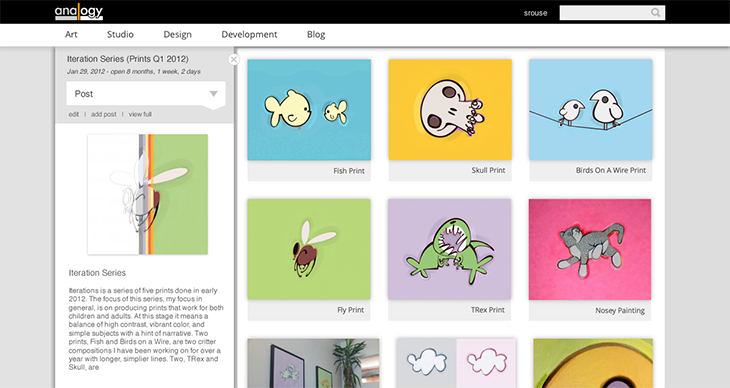 analogy
srouse
Art Studio Design Development Blog
Iteration Series (Prints Q1 2012)
Jan 29, 2012 - open 8 months, 1 week, 2 days
Post
edit | add post | view full
Iteration Series
Iterations is a series of five prints done in early
2012. The focus of this series, my focus in
general, is on producing prints that work for both
children and adults. At this stage it means a
balance of high contrast, vibrant color, and
simple subjects with a hint of narrative. Two
prints, Fish and Birds on a Wire, are two critter
compositions I have been working on for over a
year with longer, simplier lines. Two, TRex and
Skull, are
Fish Print
Skull Print
Birds On A Wire Print
Fly Print
TRex Print
Nosey Painting